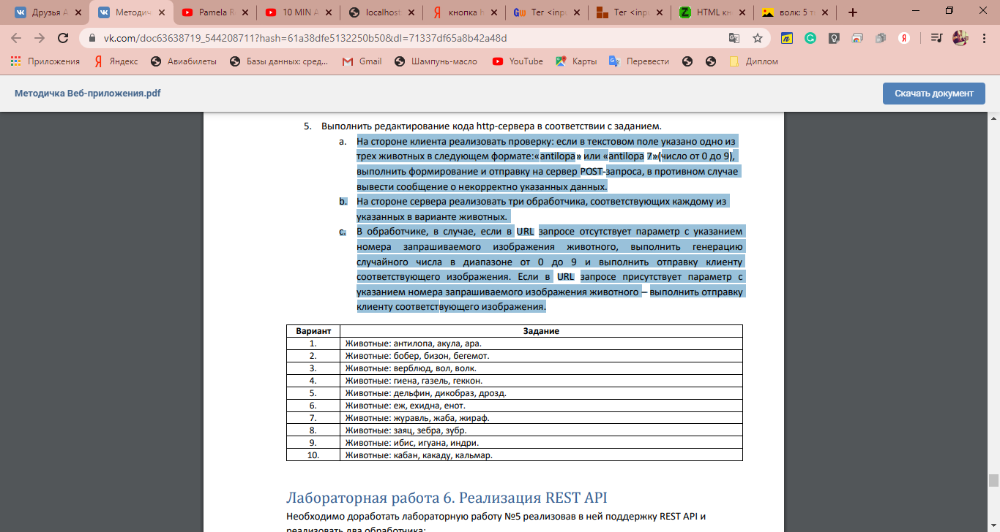 Друзья А
Методич
Pamela R
10 MIN A
localhost
кнопка h
Тег <inpu
Тег <inpu
HTML кн
волк: 5 ти
vk.com/doc63638719_544208711?hash=61a38dfe5132250b50&dl=71337df65a8b42a48d
Приложения Яндекс Авиабилеты Базы данных: сред... Gmail Шампунь-масло YouTube Карты Перевести Диплом
Методичка Веб-приложения.pdf
Скачать документ
5. Выполнить редактирование кода http-сервера в соответствии с заданием.
a. На стороне клиента реализовать проверку: если в текстовом поле указано одно из
трех животных в следующем формате:«antilopa» или «antilopa 7»(число от 0 до 9),
выполнить формирование и отправку на сервер POST-запроса, в противном случае
вывести сообщение о некорректно указанных данных.
b. На стороне сервера реализовать три обработчика, соответствующих каждому из
указанных в варианте животных.
c. В обработчике, в случае, если в URL запросе отсутствует параметр с указанием
номера запрашиваемого изображения животного, выполнить генерацию
случайного числа в диапазоне от 0 до 9 и выполнить отправку клиенту
соответствующего изображения. Если в URL запросе присутствует параметр с
указанием номера запрашиваемого изображения животного – выполнить отправку
клиенту соответствующего изображения.
Вариант Задание
1. Животные: антилопа, акула, ара.
2. Животные: бобер, бизон, бегемот.
3. Животные: верблюд, вол, волк.
4. Животные: гиена, газель, геккон.
5. Животные: дельфин, дикобраз, дрозд.
6. Животные: еж, ехидна, енот.
7. Животные: журавль, жаба, жираф.
8. Животные: заяц, зебра, зубр.
9. Животные: ибис, игуана, индри.
10. Животные: кабан, какаду, кальмар.
Лабораторная работа 6. Реализация REST API
Необходимо доработать лабораторную работу №5 реализовав в ней поддержку REST API и
реализовать два обработчика: